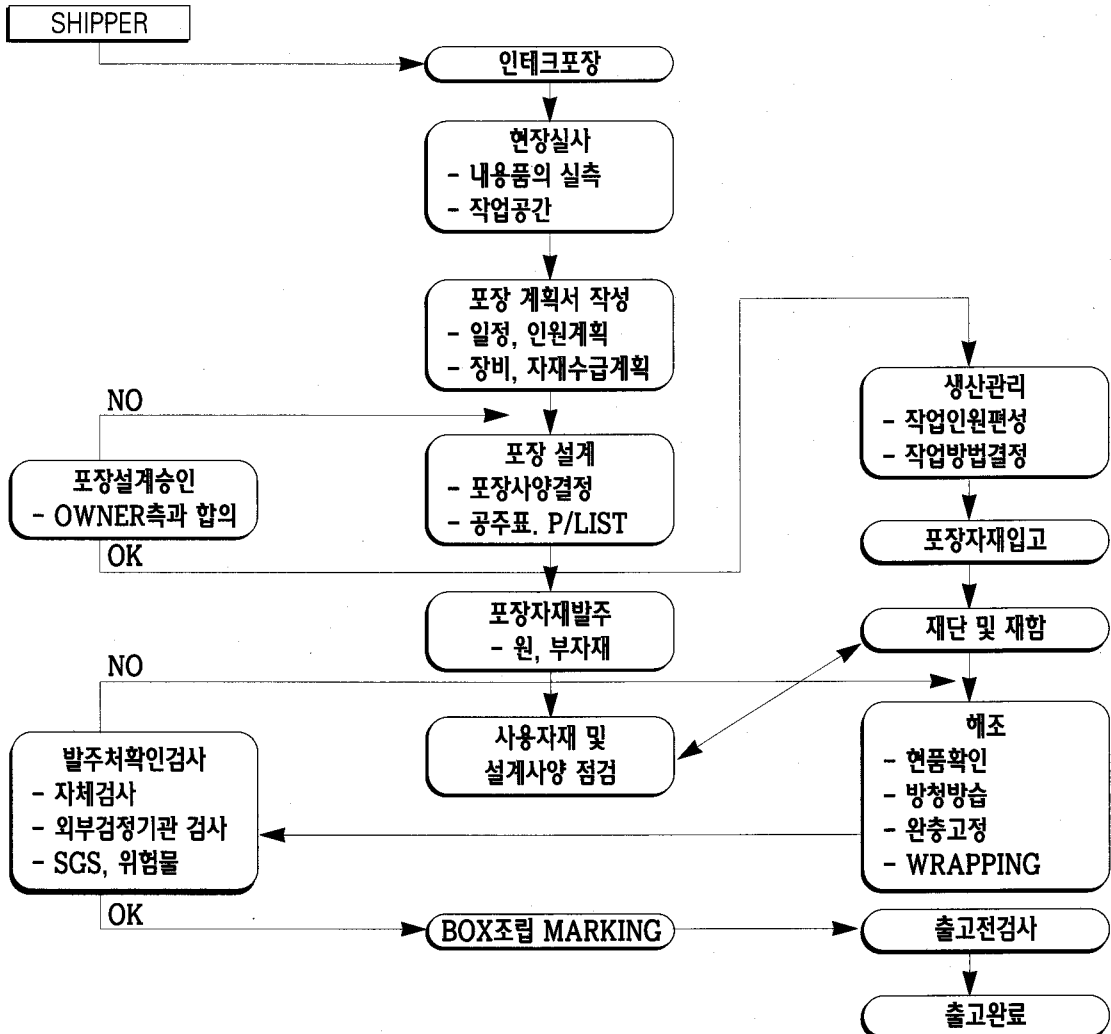 SHIPPER
인테크포장
현장실사
- 내용품의 실측
- 작업공간
포장 계획서 작성
- 일정, 인원계획
- 장비, 자재수급계획
생산관리
- 작업인원편성
- 작업방법결정
NO
포장설계승인
- OWNER측과 합의
OK
포장 설계
- 포장사양결정
- 공주표. P/LIST
포장자재입고
포장자재발주
- 원, 부자재
재단 및 재함
NO
사용자재 및
설계사양 점검
해조
- 현품확인
- 방청방습
- 완충고정
- WRAPPING
발주처확인검사
- 자체검사
- 외부검정기관 검사
- SGS, 위험물
OK
BOX조립 MARKING
출고전검사
출고완료